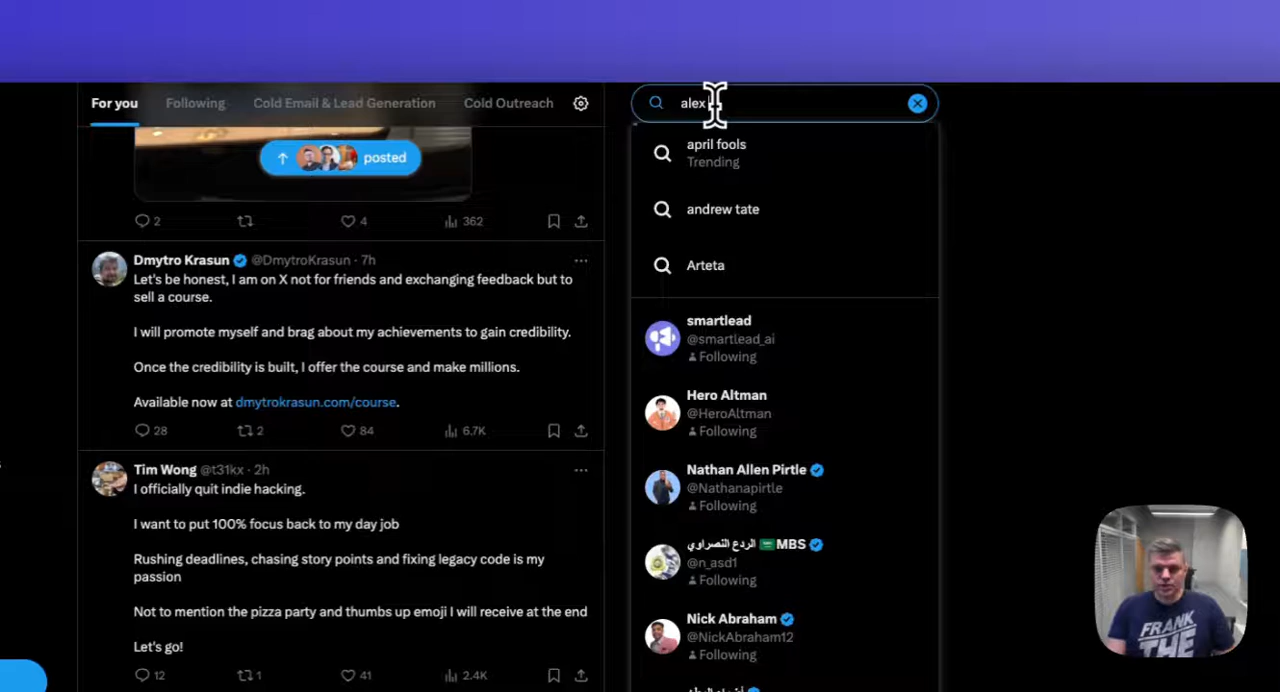 For you
Following
Cold Email & Lead Generation
Cold Outreach
posted
2
4
362
Dmytro Krasun @DmytroKrasun · 7h
Let's be honest, I am on X not for friends and exchanging feedback but to
sell a course.
I will promote myself and brag about my achievements to gain credibility.
Once the credibility is built, I offer the course and make millions.
Available now at dmytrokrasun.com/course.
28
2
84
6.7K
Tim Wong @t31kx · 2h
I officially quit indie hacking.
I want to put 100% focus back to my day job
Rushing deadlines, chasing story points and fixing legacy code is my
passion
Not to mention the pizza party and thumbs up emoji I will receive at the end
Let's go!
12
1
41
2.4K
alex
april fools
Trending
andrew tate
Arteta
smartlead
@smartlead_ai
Following
Hero Altman
@HeroAltman
Following
Nathan Allen Pirtle
@Nathanapirtle
Following
الردع النصراوي MBS
@n_asd1
Following
Nick Abraham
@NickAbraham12
Following
FRANK
THE